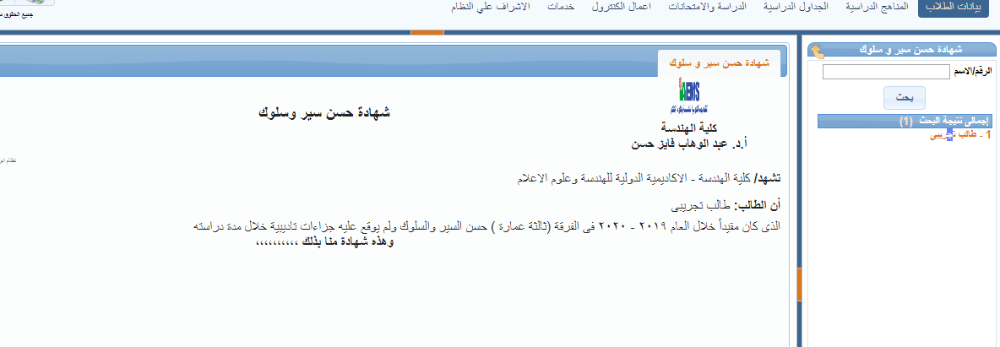 جميع الحقوق
بيانات الطلاب
المناهج الدراسية
الجداول الدراسية
الدراسة والامتحانات
اعمال الكنترول
خدمات
الاشراف علي النظام
شهادة حسن سير و سلوك
الرقم/الاسم
بحث
إجمالى نتيجة البحث (1)
1 - طالب تجريبى
شهادة حسن سير و سلوك
IAEMS
شهادة حسن سير وسلوك
كلية الهندسة
أ.د. عبد الوهاب فايز حسن
نظام
تشهد/ كلية الهندسة - الاكاديمية الدولية للهندسة وعلوم الاعلام
أن الطالب: طالب تجريبى
الذى كان مقيداً خلال العام ٢٠١٩ - ٢٠٢٠ فى الفرقة (ثالثة عمارة ) حسن السير والسلوك ولم يوقع عليه جزاءات تاديبية خلال مدة دراسته
وهذه شهادة منا بذلك ،،،،،،،،،،